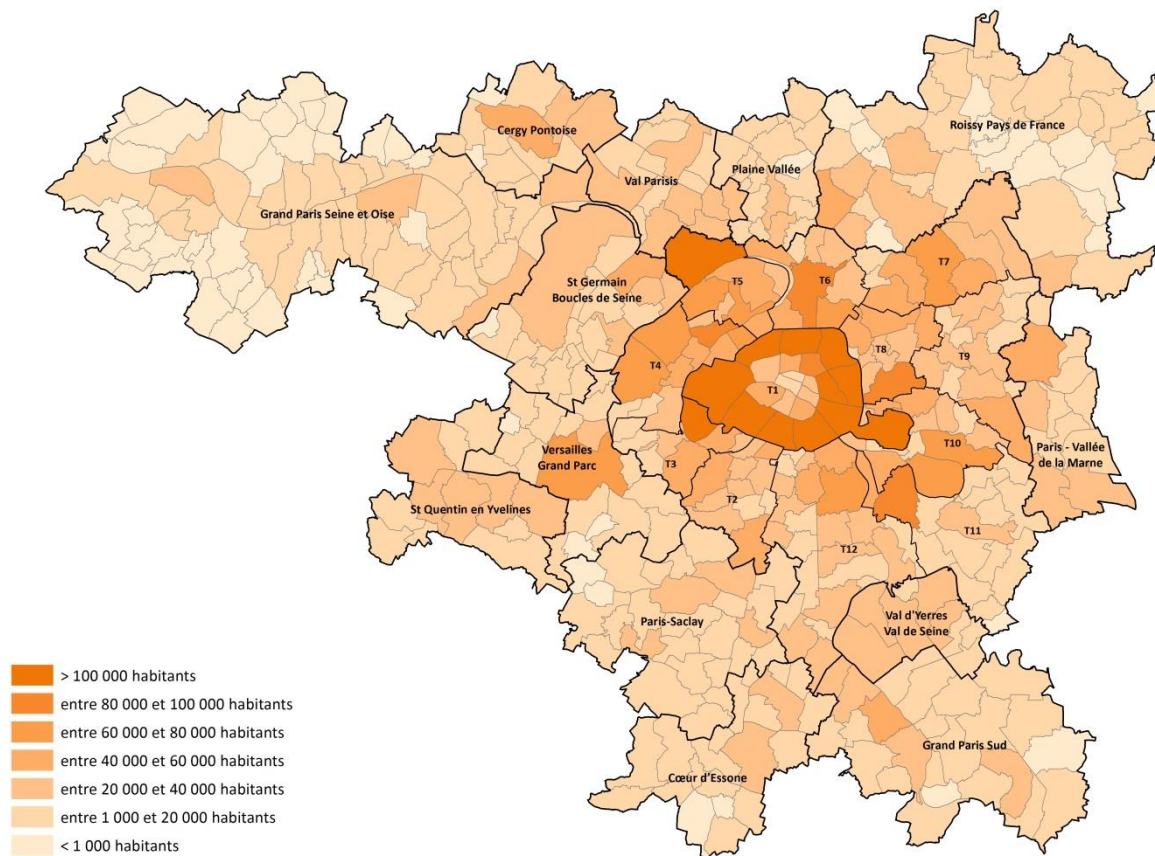 Cergy Pontoise
Roissy Pays de France
Plaine Vallée
Val Parisis
Grand Paris Seine et Oise
T7
St Germain
Boucles de Seine
T5
T6
T8
T9
T4
T1
T10
Versailles
Grand Parc
T3
Paris - Vallée
de la Marne
T2
St Quentin en Yvelines
T11
T12
Val d'Yerres
Val de Seine
Paris-Saclay
Grand Paris Sud
Cœur d'Essone
> 100 000 habitants
entre 80 000 et 100 000 habitants
entre 60 000 et 80 000 habitants
entre 40 000 et 60 000 habitants
entre 20 000 et 40 000 habitants
entre 1 000 et 20 000 habitants
< 1 000 habitants